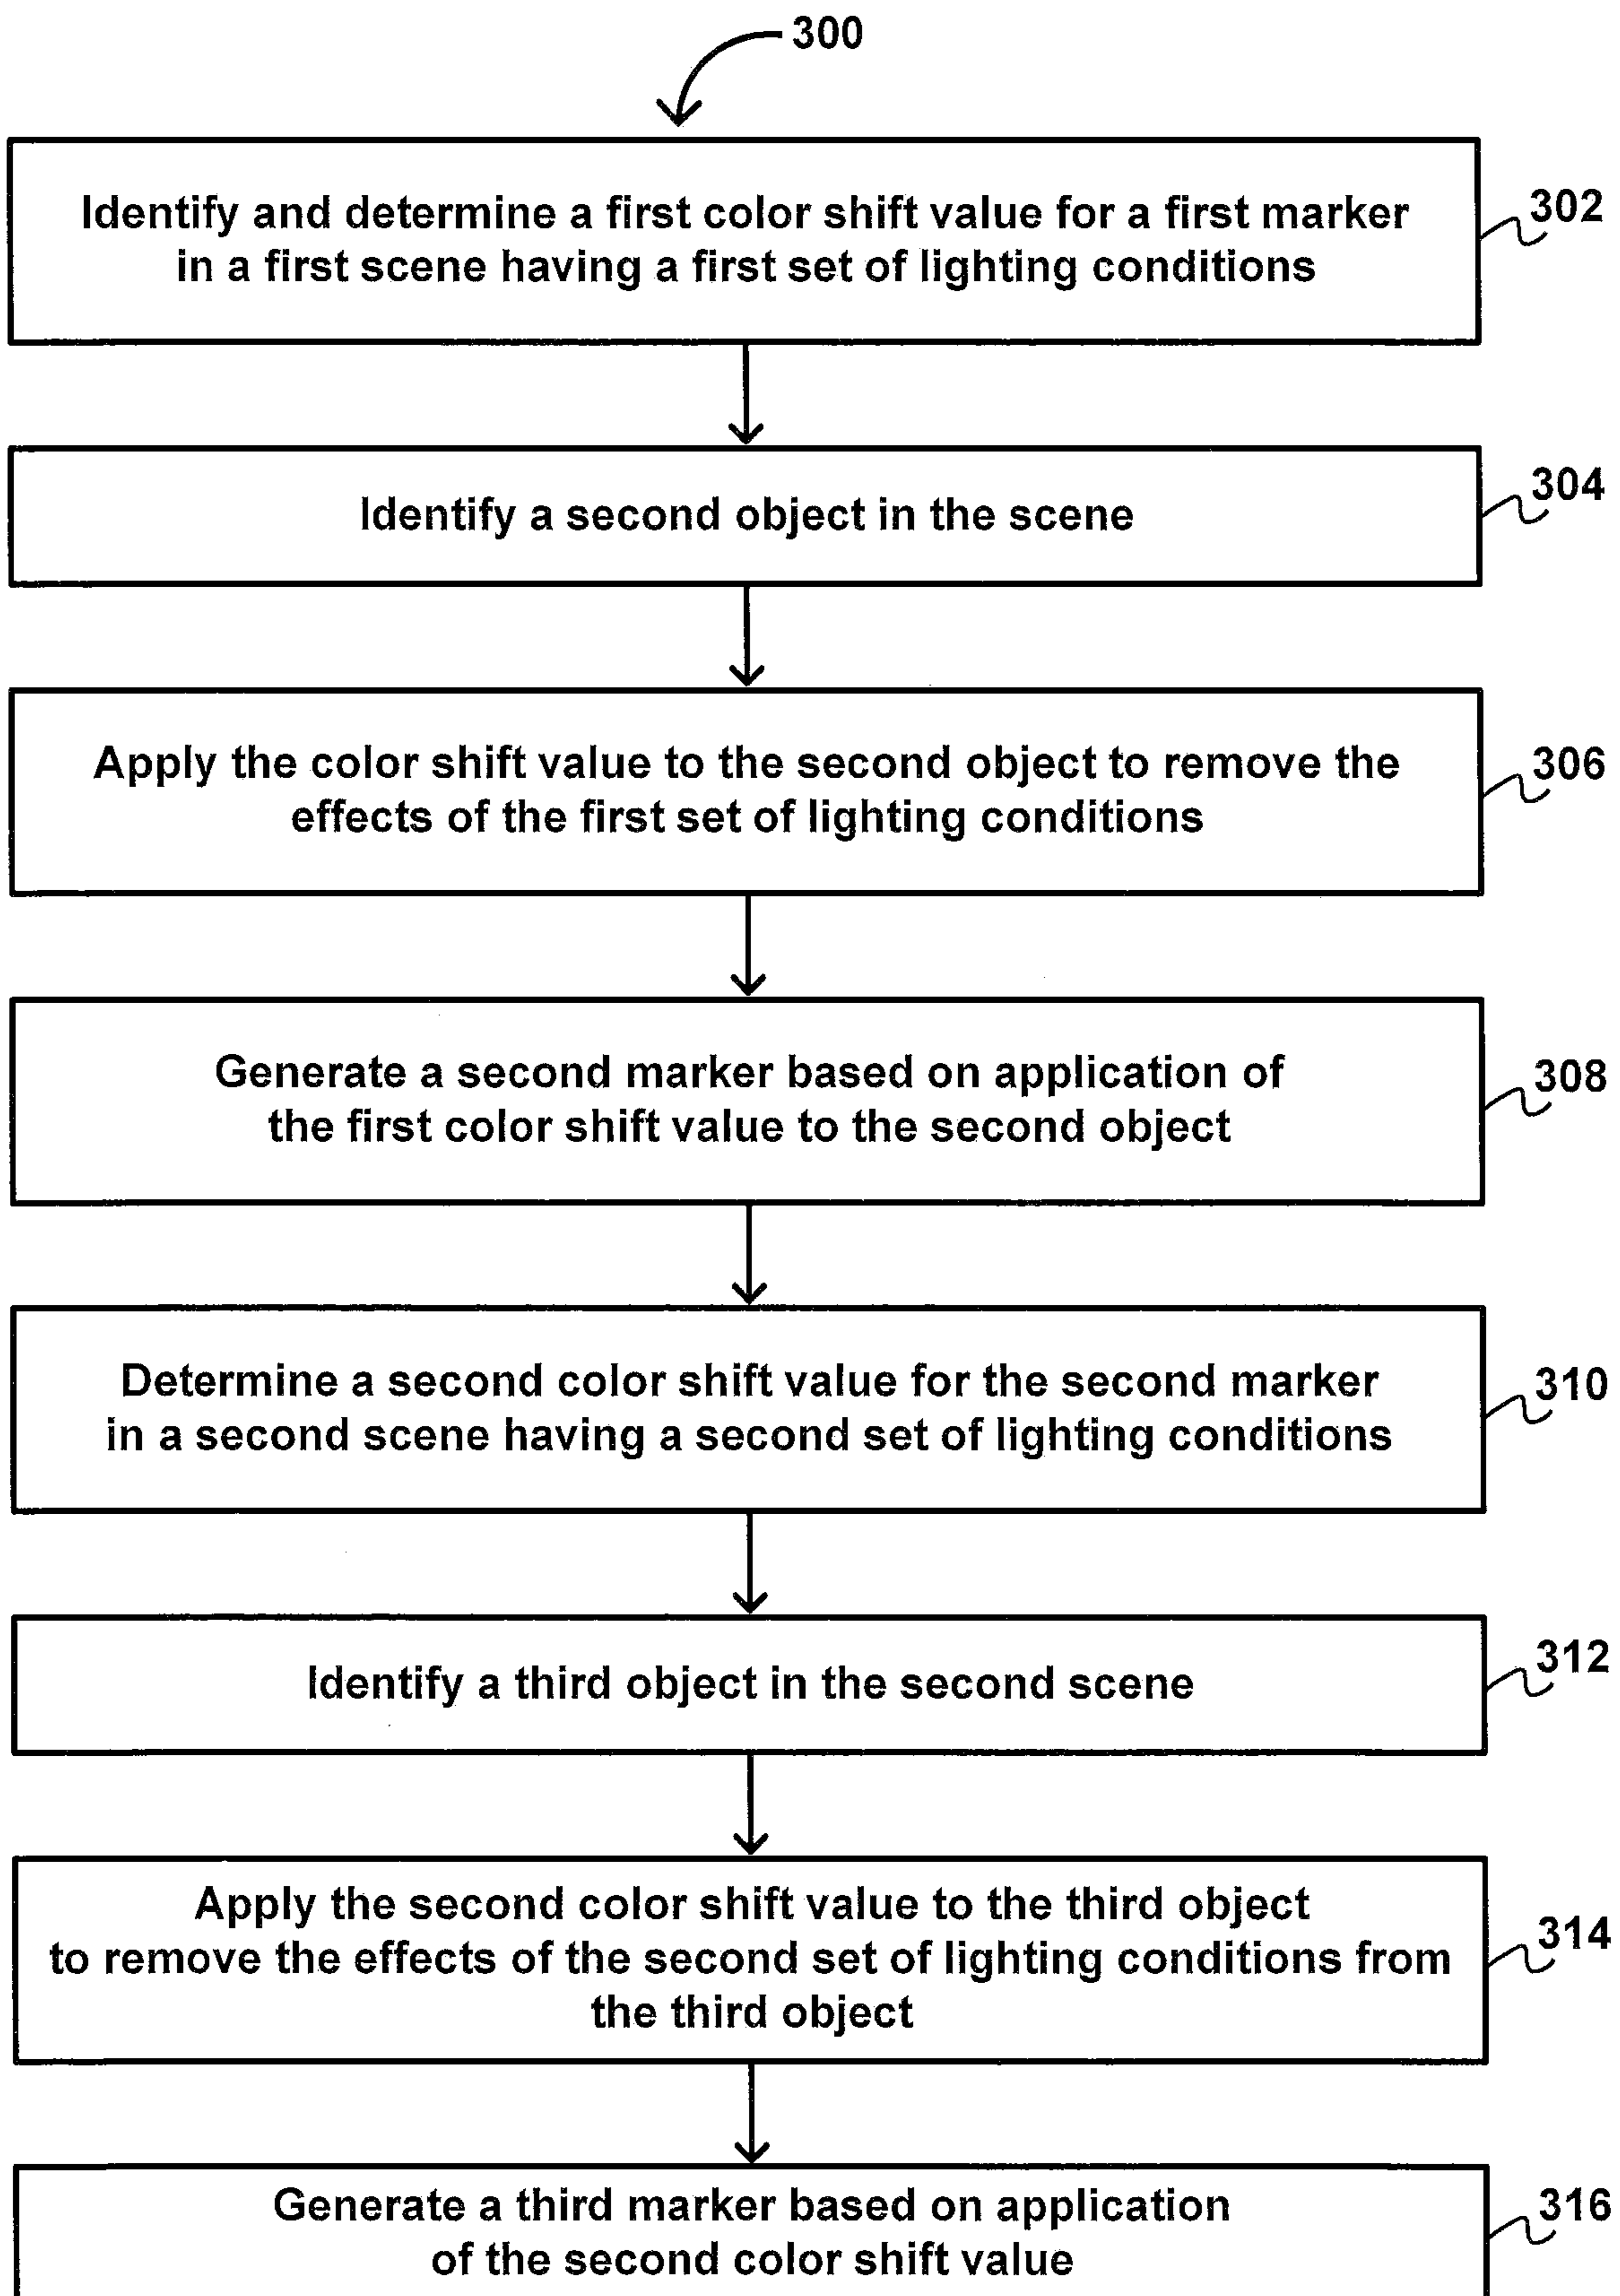 300
Identify and determine a first color shift value for a first marker
in a first scene having a first set of lighting conditions
302
Identify a second object in the scene
304
Apply the color shift value to the second object to remove the
effects of the first set of lighting conditions
306
Generate a second marker based on application of
the first color shift value to the second object
308
Determine a second color shift value for the second marker
in a second scene having a second set of lighting conditions
310
Identify a third object in the second scene
312
Apply the second color shift value to the third object
to remove the effects of the second set of lighting conditions from
the third object
314
Generate a third marker based on application
of the second color shift value
316